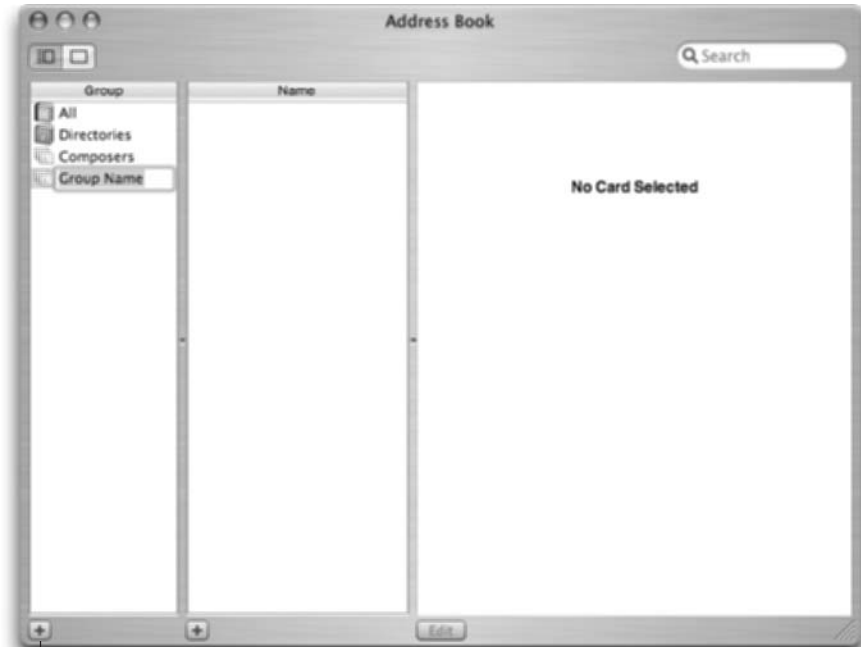 Address Book
Search
Group
Name
All
Directories
Composers
Group Name
No Card Selected
+
+
Edit